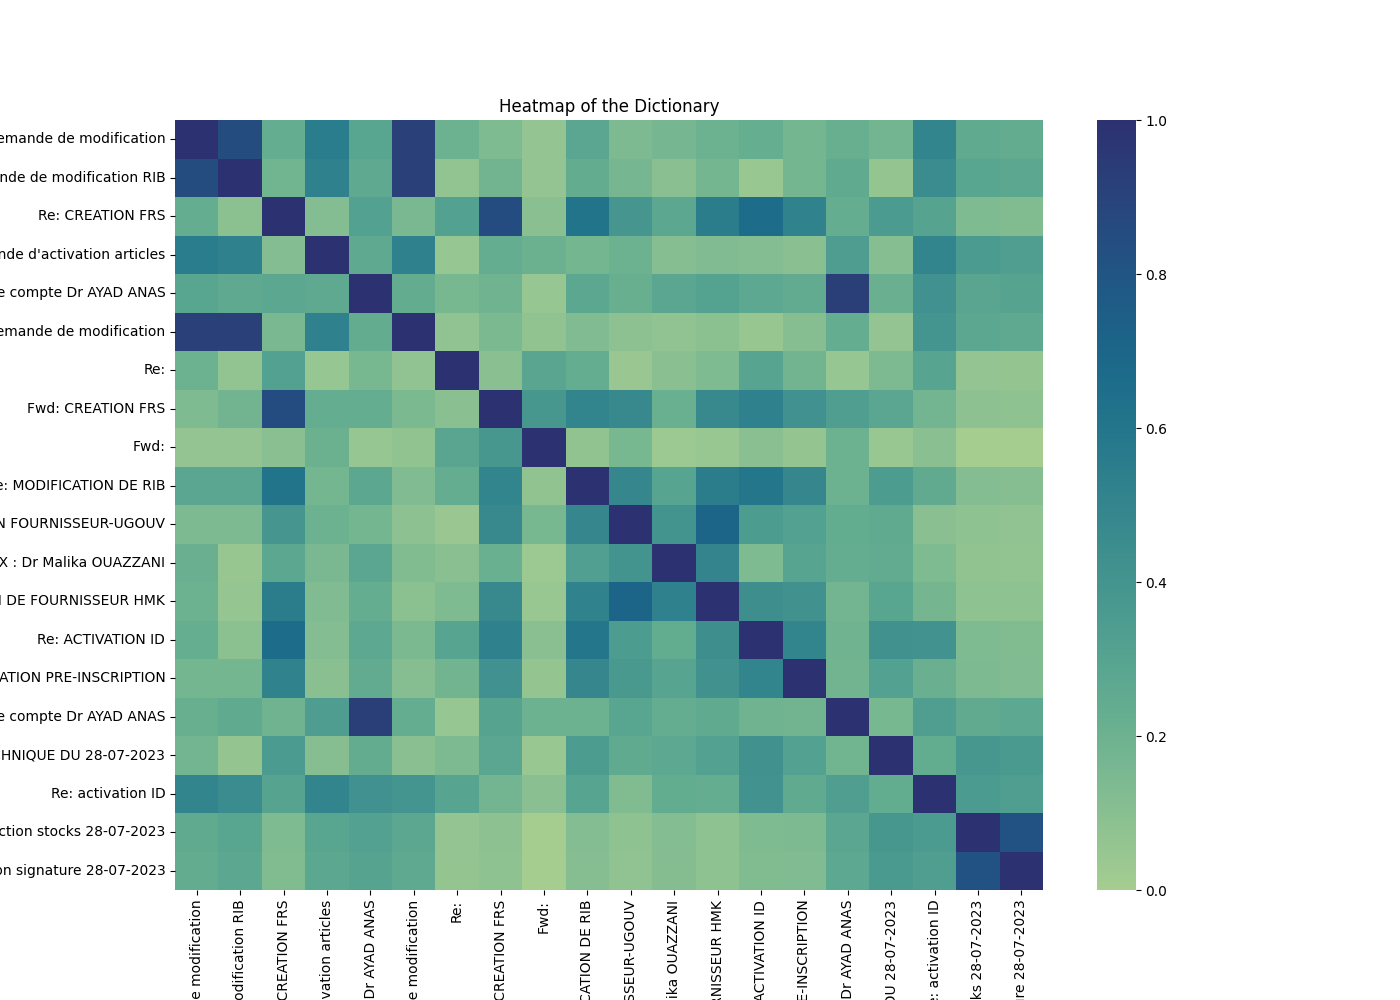 Heatmap of the Dictionary
emande de modification
nde de modification RIB
Re: CREATION FRS
nde d'activation articles
e compte Dr AYAD ANAS
emande de modification
Re:
Fwd: CREATION FRS
Fwd:
e: MODIFICATION DE RIB
N FOURNISSEUR-UGOUV
X : Dr Malika OUAZZANI
N DE FOURNISSEUR HMK
Re: ACTIVATION ID
ATION PRE-INSCRIPTION
e compte Dr AYAD ANAS
HNIQUE DU 28-07-2023
Re: activation ID
ction stocks 28-07-2023
on signature 28-07-2023
e modification
odification RIB
CREATION FRS
vation articles
Dr AYAD ANAS
e modification
Re:
CREATION FRS
Fwd:
CATION DE RIB
SSEUR-UGOUV
ika OUAZZANI
RNISSEUR HMK
ACTIVATION ID
E-INSCRIPTION
Dr AYAD ANAS
DU 28-07-2023
e: activation ID
ks 28-07-2023
ure 28-07-2023
1.0
0.8
0.6
0.4
0.2
0.0